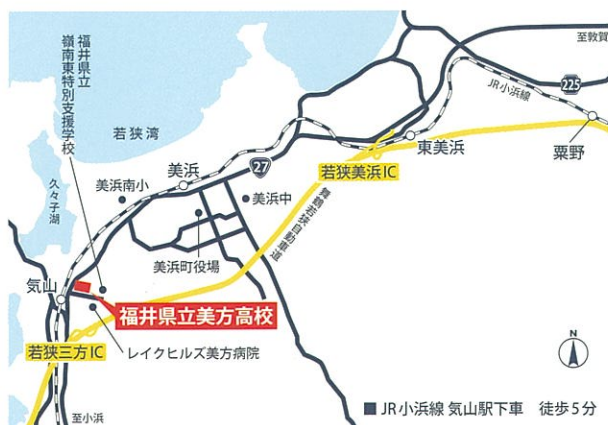 至敦賀
225
JR小浜線
福井県立
嶺南東特別支援学校
若狭湾
東美浜
粟野
美浜
27
若狭美浜IC
美浜南小
美浜中
久々子湖
舞鶴若狭自動車道
美浜町役場
気山
福井県立美方高校
若狭三方IC
レイクヒルズ美方病院
N
至小浜
■ JR小浜線 気山駅下車 徒歩5分